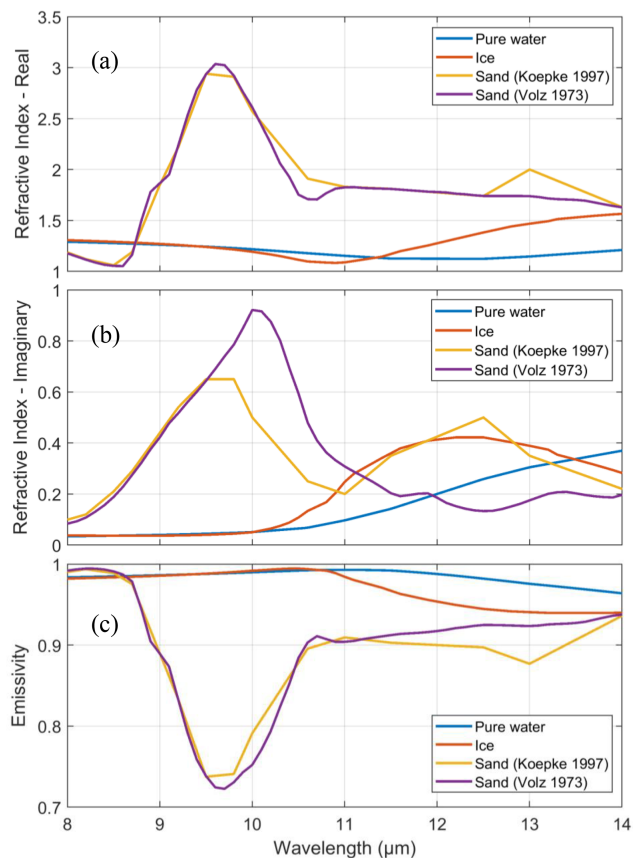 3.5
3
2.5
2
1.5
1
Refractive Index - Real
(a)
Pure water
Ice
Sand (Koepke 1997)
Sand (Volz 1973)
1
0.8
0.6
0.4
0.2
0
Refractive Index - Imaginary
(b)
Pure water
Ice
Sand (Koepke 1997)
Sand (Volz 1973)
1
0.9
0.8
0.7
Emissivity
(c)
Pure water
Ice
Sand (Koepke 1997)
Sand (Volz 1973)
8 9 10 11 12 13 14
Wavelength (μm)